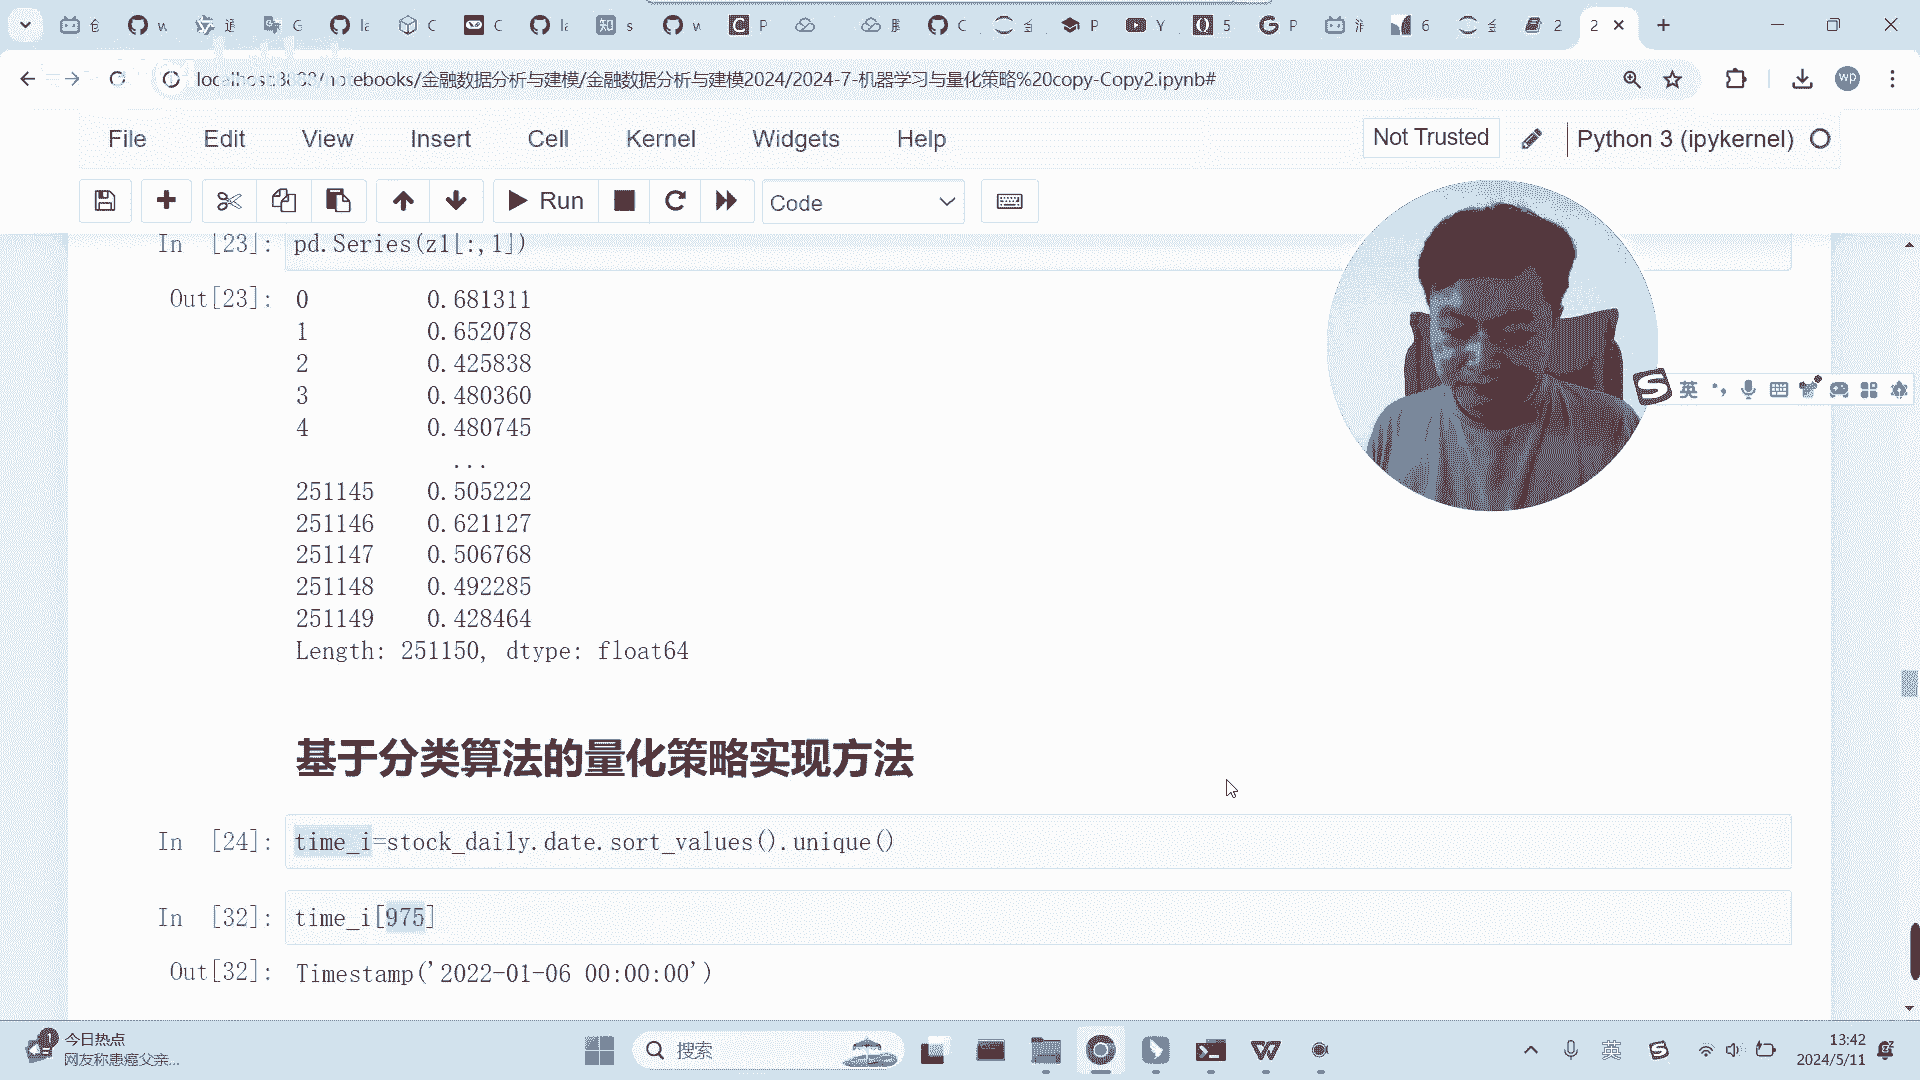 localhost:8888/notebooks/金融数据分析与建模/金融数据分析与建模2024/2024-7-机器学习与量化策略%20copy-Copy2.ipynb#
File Edit View Insert Cell Kernel Widgets Help
Not Trusted
Python 3 (ipykernel)
Run
Code
In [23]: pd.Series(z1[:,1])
Out[23]: 0 0.681311
1 0.652078
2 0.425838
3 0.480360
4 0.480745
...
251145 0.505222
251146 0.621127
251147 0.506768
251148 0.492285
251149 0.428464
Length: 251150, dtype: float64
英
基于分类算法的量化策略实现方法
In [24]: time_i=stock_daily.date.sort_values().unique()
In [32]: time_i[975]
Out[32]: Timestamp('2022-01-06 00:00:00')
今日热点
网友称患癌父亲...
搜索
英
13:42
2024/5/11